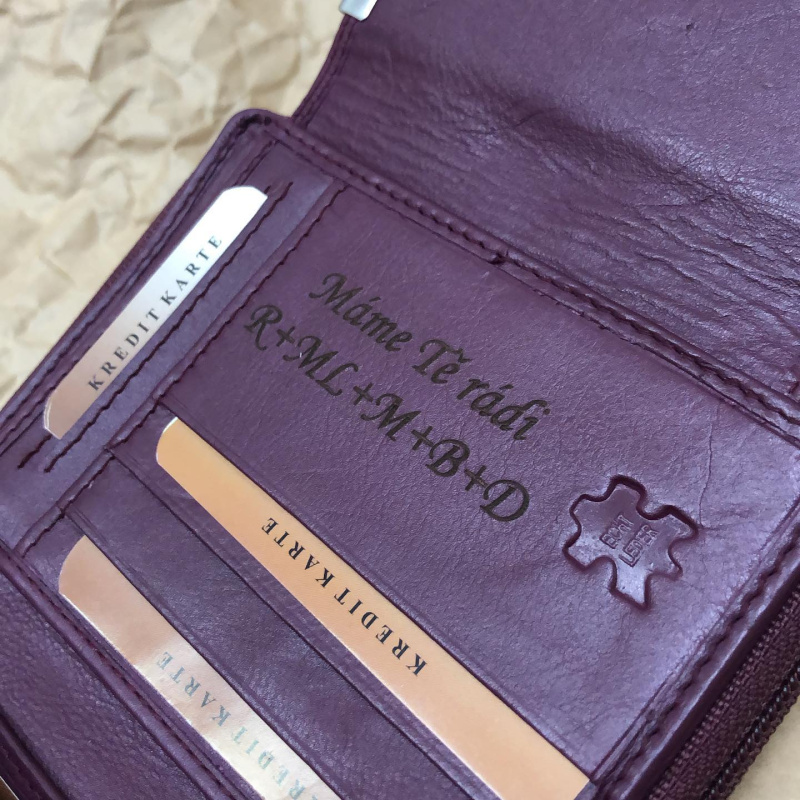 KREDIT KARTE
Máme Tě rádi
R+ML+M+B+D
ECHT
LEDER
KREDIT KARTE
KREDIT KARTE